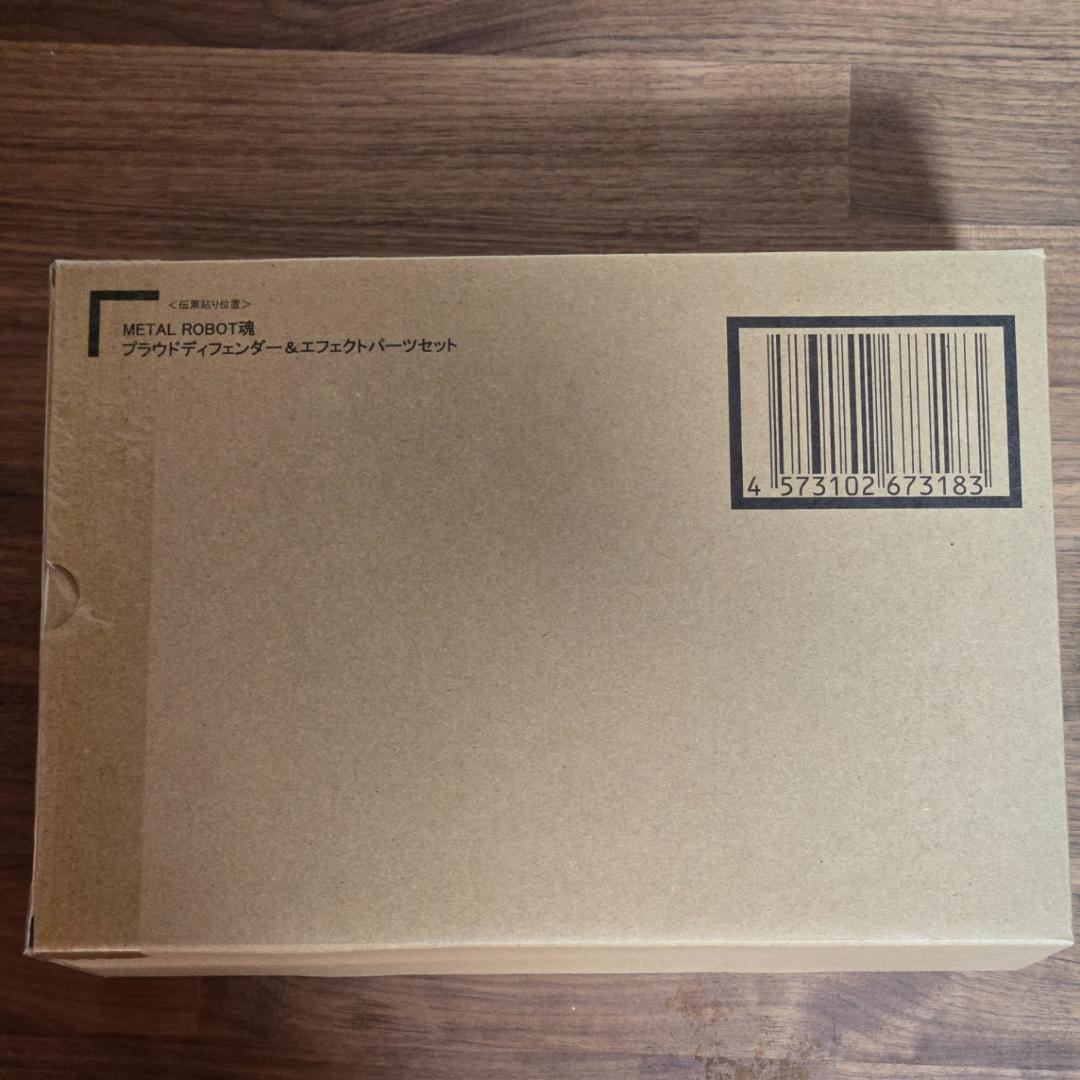 ＜伝票貼り位置＞
METAL ROBOT魂
プラウドディフェンダー＆エフェクトパーツセット
4 573102 673183